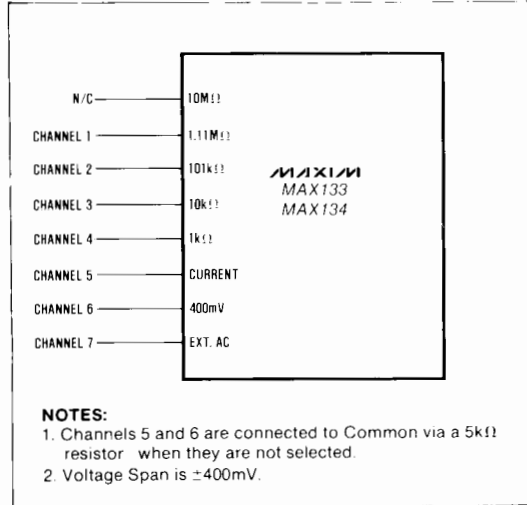 N/C 10MΩ
CHANNEL 1 1.11MΩ
CHANNEL 2 101kΩ
CHANNEL 3 10kΩ
CHANNEL 4 1kΩ
CHANNEL 5 CURRENT
CHANNEL 6 400mV
CHANNEL 7 EXT. AC
MAXIM
MAX133
MAX134
NOTES:
1. Channels 5 and 6 are connected to Common via a 5kΩ
resistor when they are not selected.
2. Voltage Span is ±400mV.